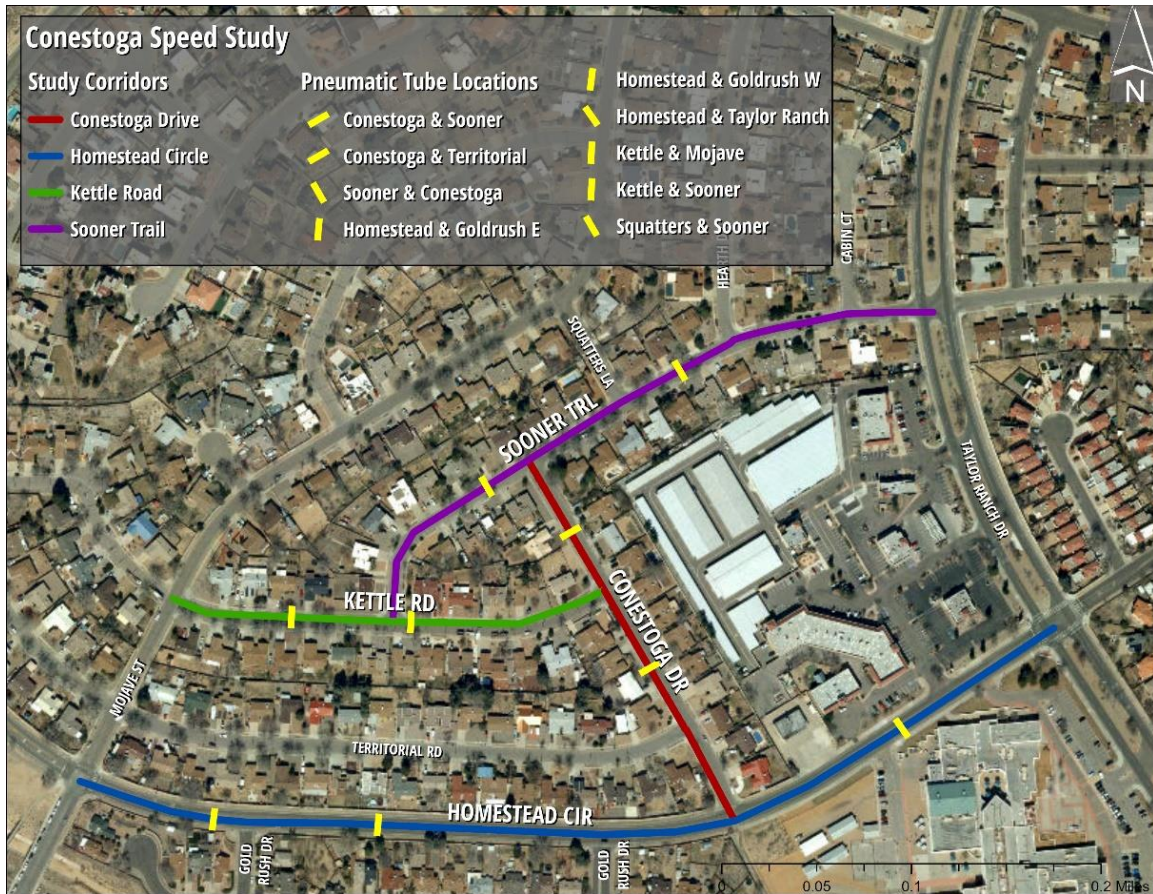 Conestoga Speed Study
Study Corridors
Conestoga Drive
Homestead Circle
Kettle Road
Sooner Trail
Pneumatic Tube Locations
Conestoga & Sooner
Conestoga & Territorial
Sooner & Conestoga
Homestead & Goldrush E
Homestead & Goldrush W
Homestead & Taylor Ranch
Kettle & Mojave
Kettle & Sooner
Squatters & Sooner
N
CABIN CT
SQUATTERS LA
SOONER TRL
TAYLOR RANCH DR
KETTLE RD
CONESTOGA DR
MOJAVE ST
TERRITORIAL RD
HOMESTEAD CIR
GOLD
RUSH DR
GOLD
RUSH DR
0
0.05
0.1
0.2 Miles